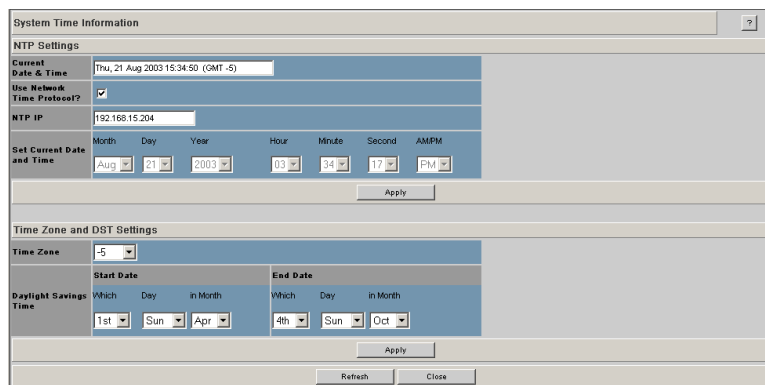 System Time Information
?
NTP Settings
Current Date & Time
Thu, 21 Aug 2003 15:34:50 (GMT -5)
Use Network Time Protocol?
NTP IP
192.168.15.204
Set Current Date and Time
Month Day Year Hour Minute Second AM/PM
Aug 21 2003 03 34 17 PM
Apply
Time Zone and DST Settings
Time Zone
-5
Daylight Savings Time
Start Date End Date
Which Day in Month Which Day in Month
1st Sun Apr 4th Sun Oct
Apply
Refresh Close